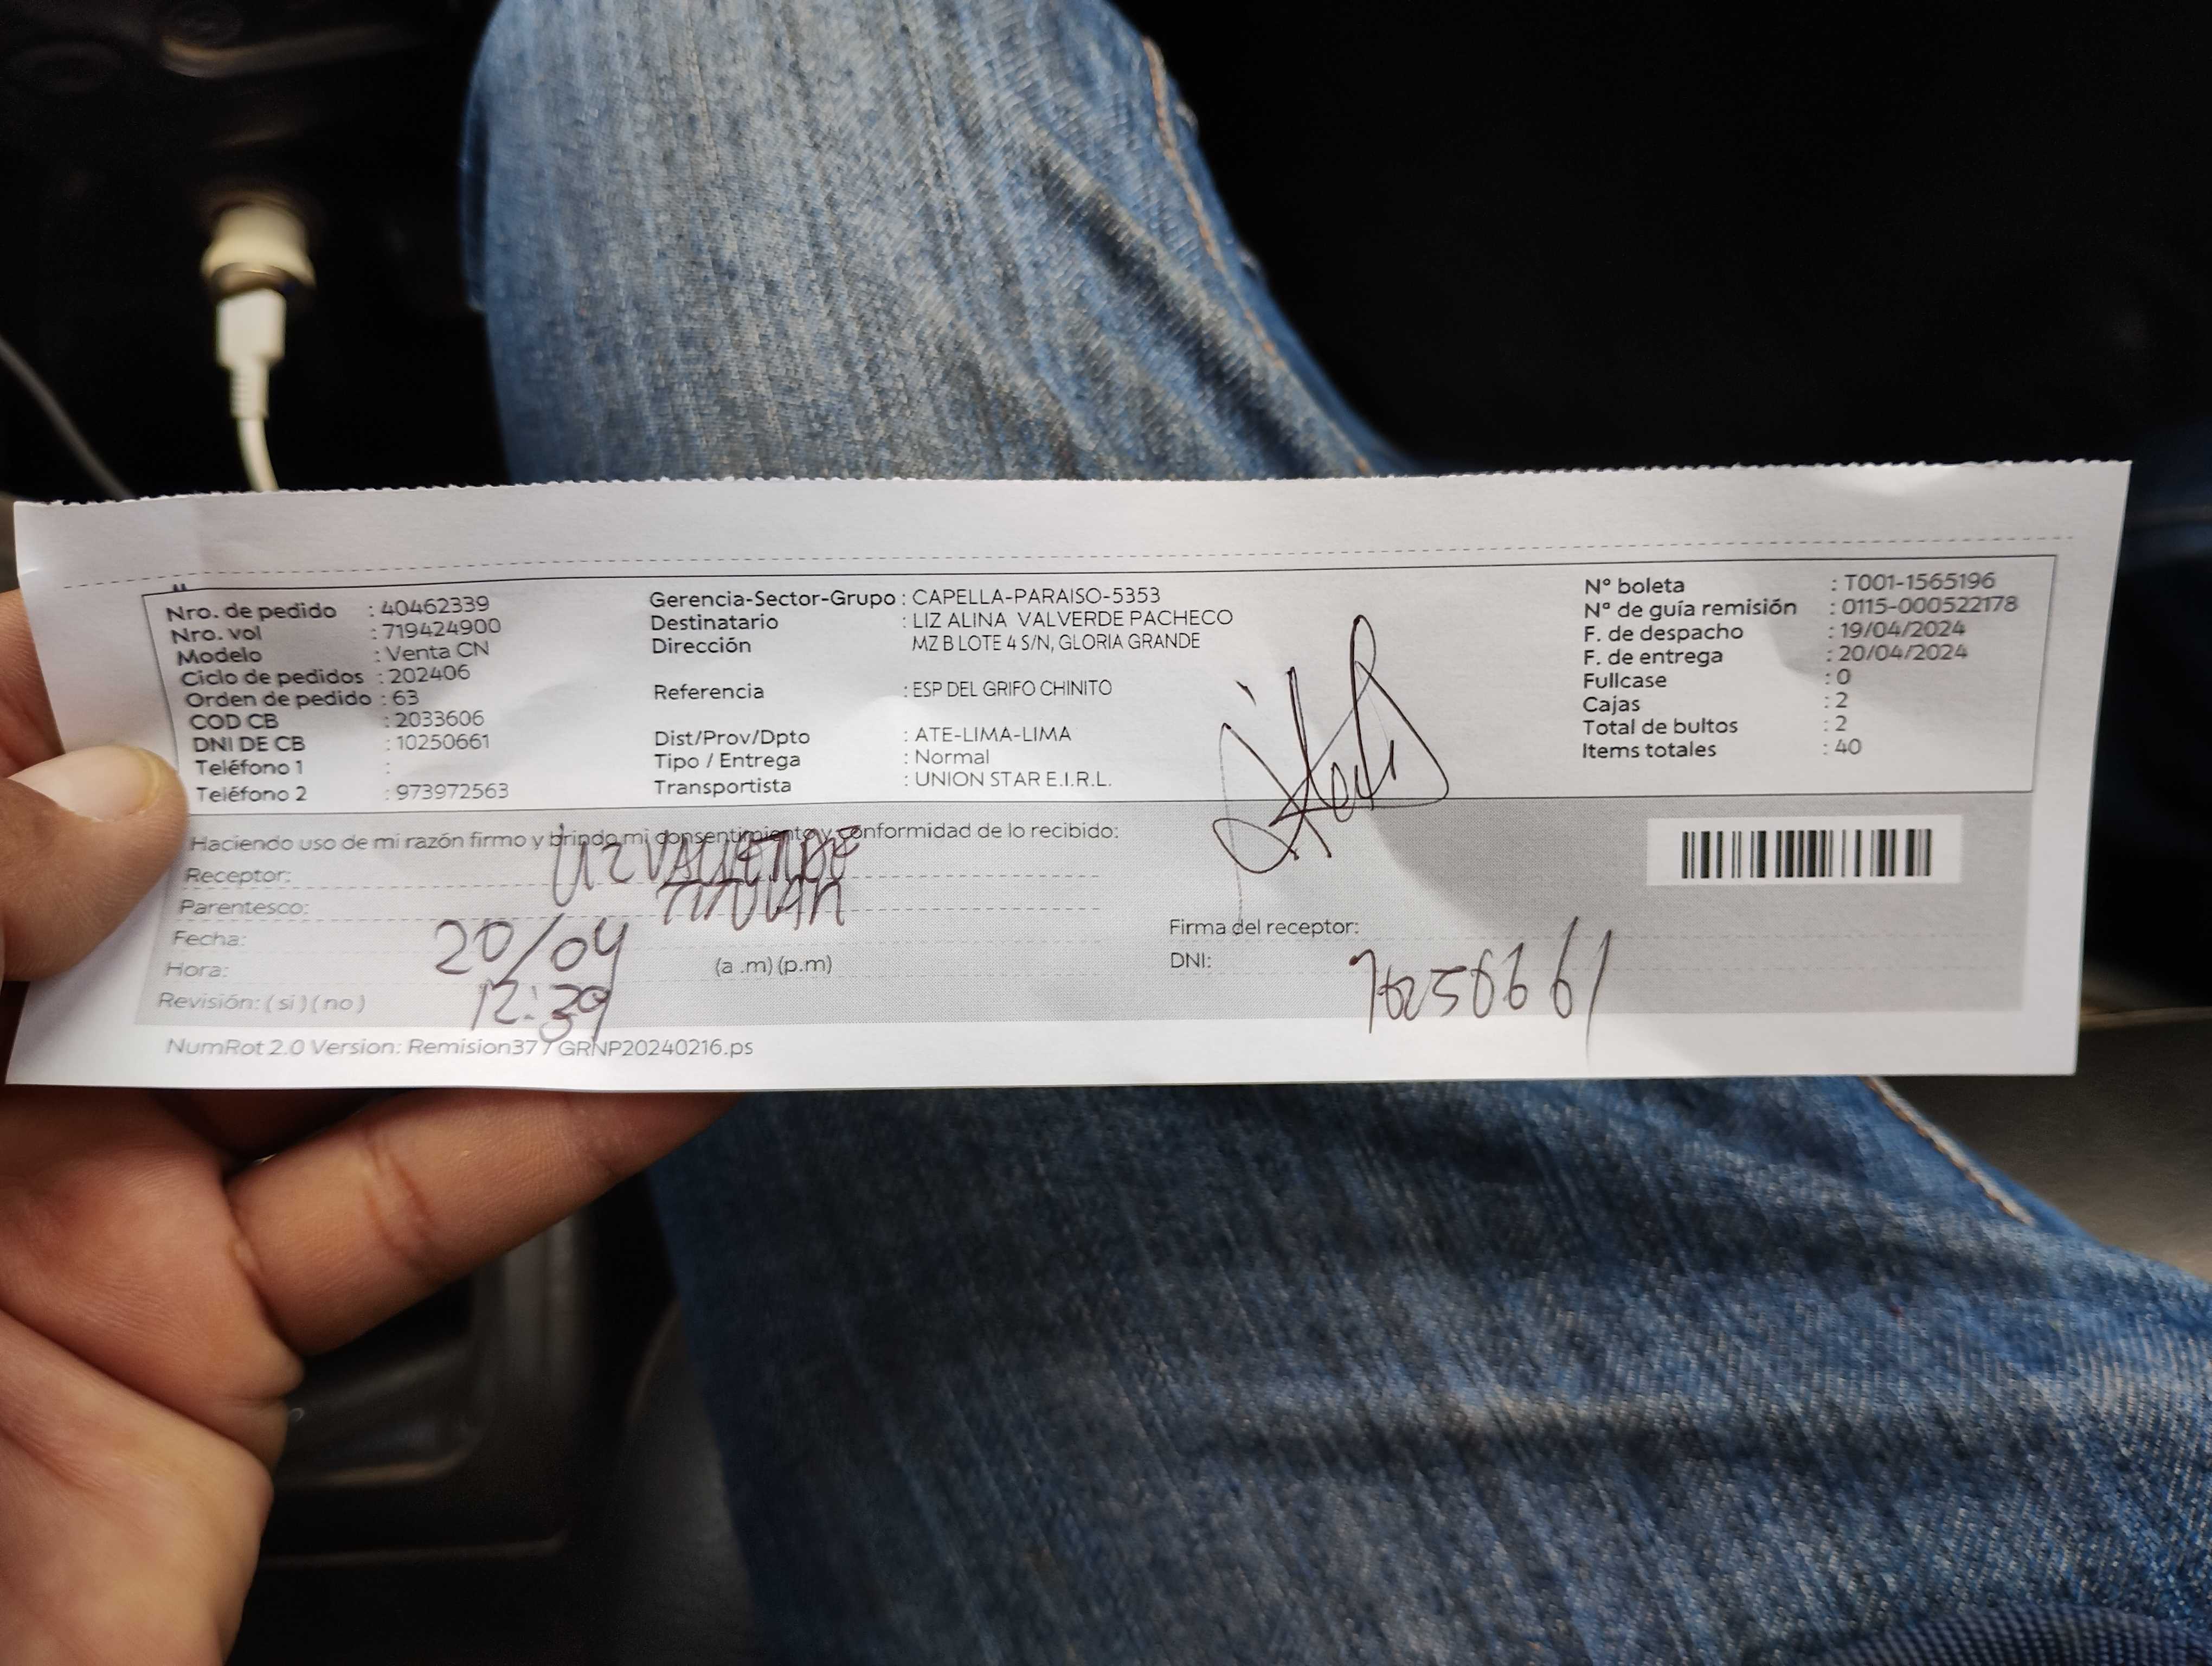 Nro. de pedido : 40462339
Nro. vol : 719424900
Modelo : Venta CN
Ciclo de pedidos : 202406
Orden de pedido : 63
COD CB : 2033606
DNI DE CB : 10250661
Teléfono 1 :
Teléfono 2 : 973972563
Gerencia-Sector-Grupo : CAPELLA-PARAISO-5353
Destinatario : LIZ ALINA VALVERDE PACHECO
Dirección MZ B LOTE 4 S/N, GLORIA GRANDE
Referencia : ESP DEL GRIFO CHINITO
Dist/Prov/Dpto : ATE-LIMA-LIMA
Tipo / Entrega : Normal
Transportista : UNION STAR E.I.R.L.
N° boleta : T001-1565196
N° de guía remisión : 0115-000522178
F. de despacho : 19/04/2024
F. de entrega : 20/04/2024
Fullcase : 0
Cajas : 2
Total de bultos : 2
Items totales : 40
Haciendo uso de mi razón firmo y brindo mi consentimiento y conformidad de lo recibido:
Receptor: LIZ VALVERDE
Parentesco: TITULAR
Fecha: 20/04
Hora: 12:39 (a .m) (p.m)
Revisión: ( si ) ( no )
Firma del receptor:
DNI:
NumRot 2.0 Version: Remision377 GRNP20240216.ps